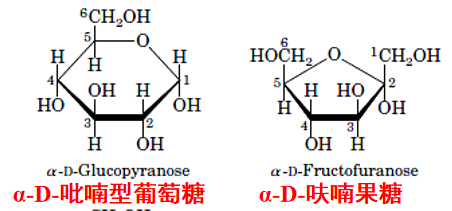 6CH2OH
5 O
H H H
4 1
HO OH H OH
3 2
H OH
α-D-Glucopyranose
α-D-吡喃型葡萄糖
6
HOCH2 O 1CH2OH
5 H HO 2
H OH
4 3
OH H
α-D-Fructofuranose
α-D-呋喃果糖